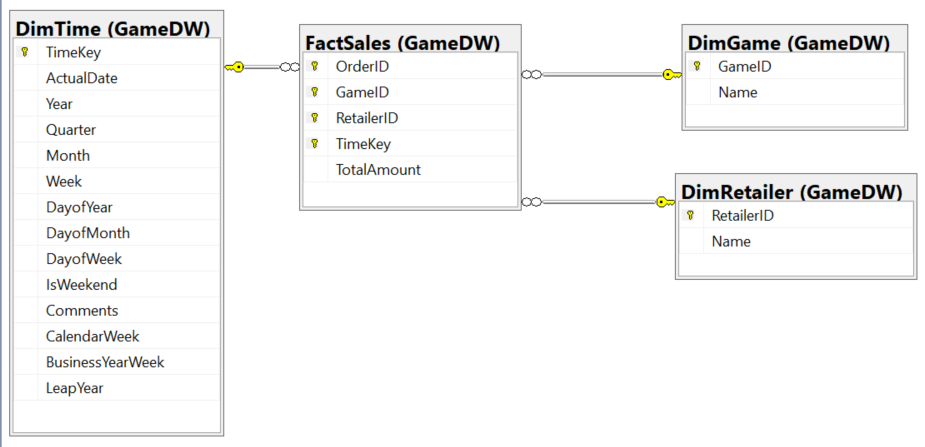 DimTime (GameDW)
TimeKey
ActualDate
Year
Quarter
Month
Week
DayofYear
DayofMonth
DayofWeek
IsWeekend
Comments
CalendarWeek
BusinessYearWeek
LeapYear
FactSales (GameDW)
OrderID
GameID
RetailerID
TimeKey
TotalAmount
DimGame (GameDW)
GameID
Name
DimRetailer (GameDW)
RetailerID
Name